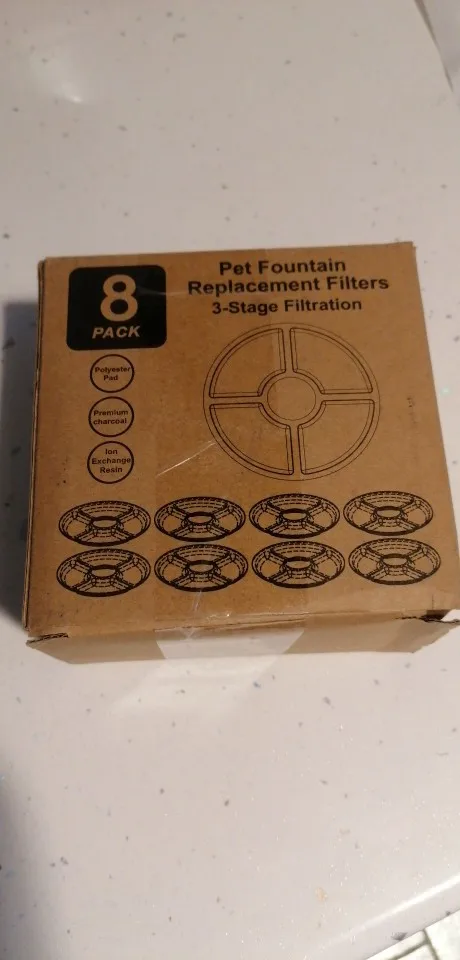 8
PACK
Pet Fountain
Replacement Filters
3-Stage Filtration
Polyester
Pad
Premium
charcoal
Ion
Exchange
Resin